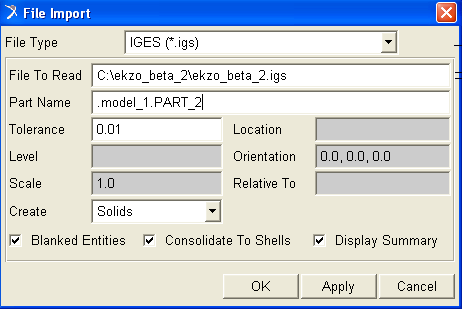 File Import
File Type IGES (*.igs)
File To Read C:\ekzo_beta_2\ekzo_beta_2.igs
Part Name .model_1.PART_2
Tolerance 0.01 Location
Level Orientation 0.0, 0.0, 0.0
Scale 1.0 Relative To
Create Solids
Blanked Entities Consolidate To Shells Display Summary
OK Apply Cancel